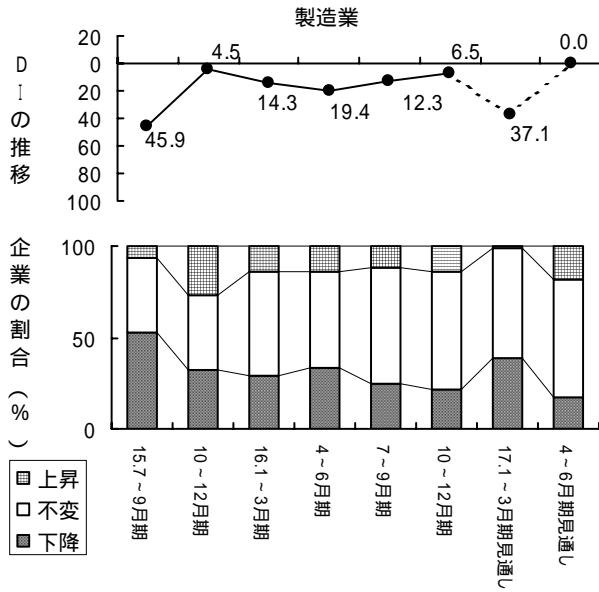 製造業
DIの推移
20
0
20
40
60
80
100
45.9
4.5
14.3
19.4
12.3
6.5
37.1
0.0
企業の割合（%）
100
50
0
15.7～9月期
10～12月期
16.1～3月期
4～6月期
7～9月期
10～12月期
17.1～3月期見通し
4～6月期見通し
上昇
不変
下降